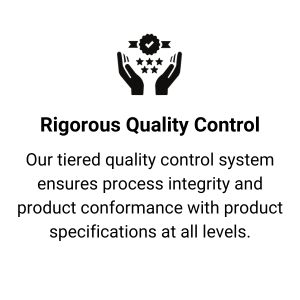 Rigorous Quality Control
Our tiered quality control system
ensures process integrity and
product conformance with product
specifications at all levels.